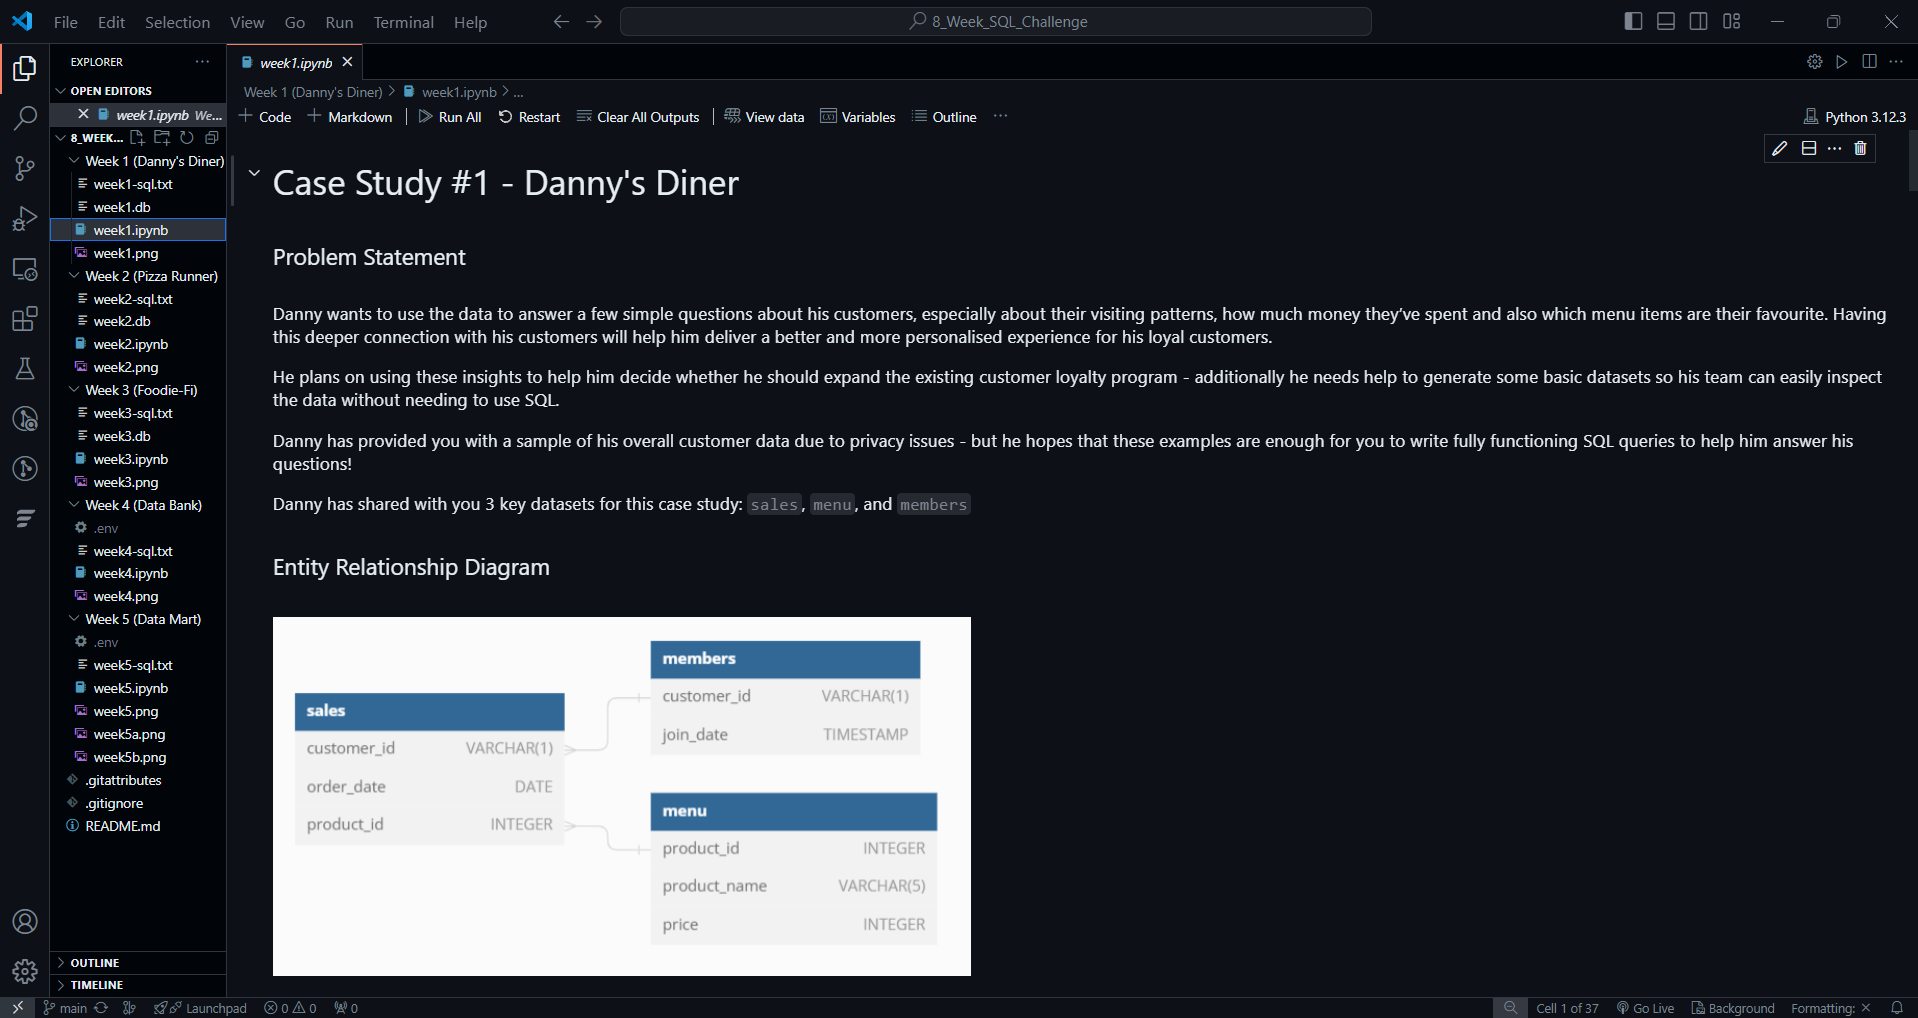 File Edit Selection View Go Run Terminal Help
8_Week_SQL_Challenge
EXPLORER
OPEN EDITORS
week1.ipynb We...
8_WEEK...
Week 1 (Danny's Diner)
week1-sql.txt
week1.db
week1.ipynb
week1.png
Week 2 (Pizza Runner)
week2-sql.txt
week2.db
week2.ipynb
week2.png
Week 3 (Foodie-Fi)
week3-sql.txt
week3.db
week3.ipynb
week3.png
Week 4 (Data Bank)
.env
week4-sql.txt
week4.ipynb
week4.png
Week 5 (Data Mart)
.env
week5-sql.txt
week5.ipynb
week5.png
week5a.png
week5b.png
.gitattributes
.gitignore
README.md
OUTLINE
TIMELINE
week1.ipynb
Week 1 (Danny's Diner) > week1.ipynb > ...
Code Markdown Run All Restart Clear All Outputs View data Variables Outline ... Python 3.12.3
Case Study #1 - Danny's Diner
Problem Statement
Danny wants to use the data to answer a few simple questions about his customers, especially about their visiting patterns, how much money they’ve spent and also which menu items are their favourite. Having
this deeper connection with his customers will help him deliver a better and more personalised experience for his loyal customers.
He plans on using these insights to help him decide whether he should expand the existing customer loyalty program - additionally he needs help to generate some basic datasets so his team can easily inspect
the data without needing to use SQL.
Danny has provided you with a sample of his overall customer data due to privacy issues - but he hopes that these examples are enough for you to write fully functioning SQL queries to help him answer his
questions!
Danny has shared with you 3 key datasets for this case study: sales, menu, and members
Entity Relationship Diagram
sales
customer_id VARCHAR(1)
order_date DATE
product_id INTEGER
members
customer_id VARCHAR(1)
join_date TIMESTAMP
menu
product_id INTEGER
product_name VARCHAR(5)
price INTEGER
main Launchpad 0 0 0 Cell 1 of 37 Go Live Background Formatting: ×